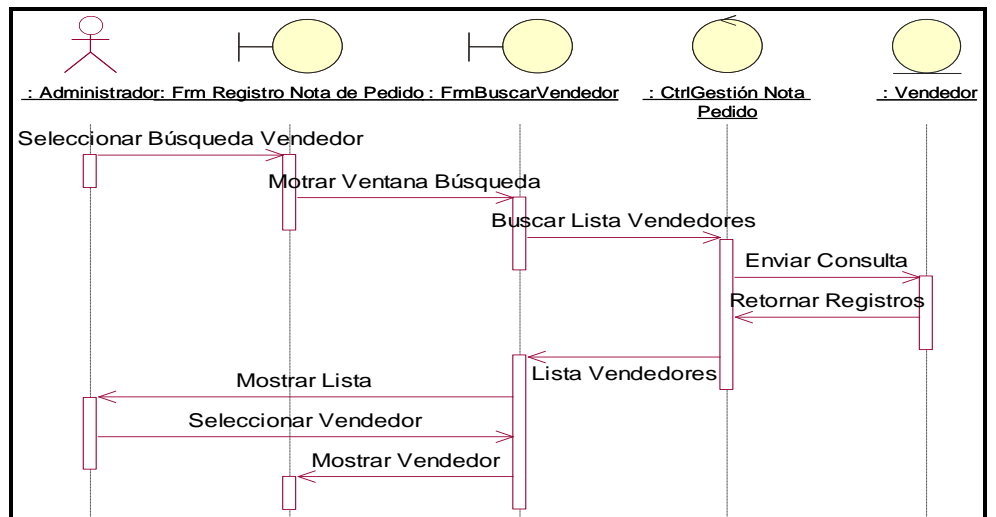 : Administrador: Frm Registro Nota de Pedido : FrmBuscarVendedor : CtrlGestión Nota Pedido : Vendedor
Seleccionar Búsqueda Vendedor
Motrar Ventana Búsqueda
Buscar Lista Vendedores
Enviar Consulta
Retornar Registros
Lista Vendedores
Mostrar Lista
Seleccionar Vendedor
Mostrar Vendedor